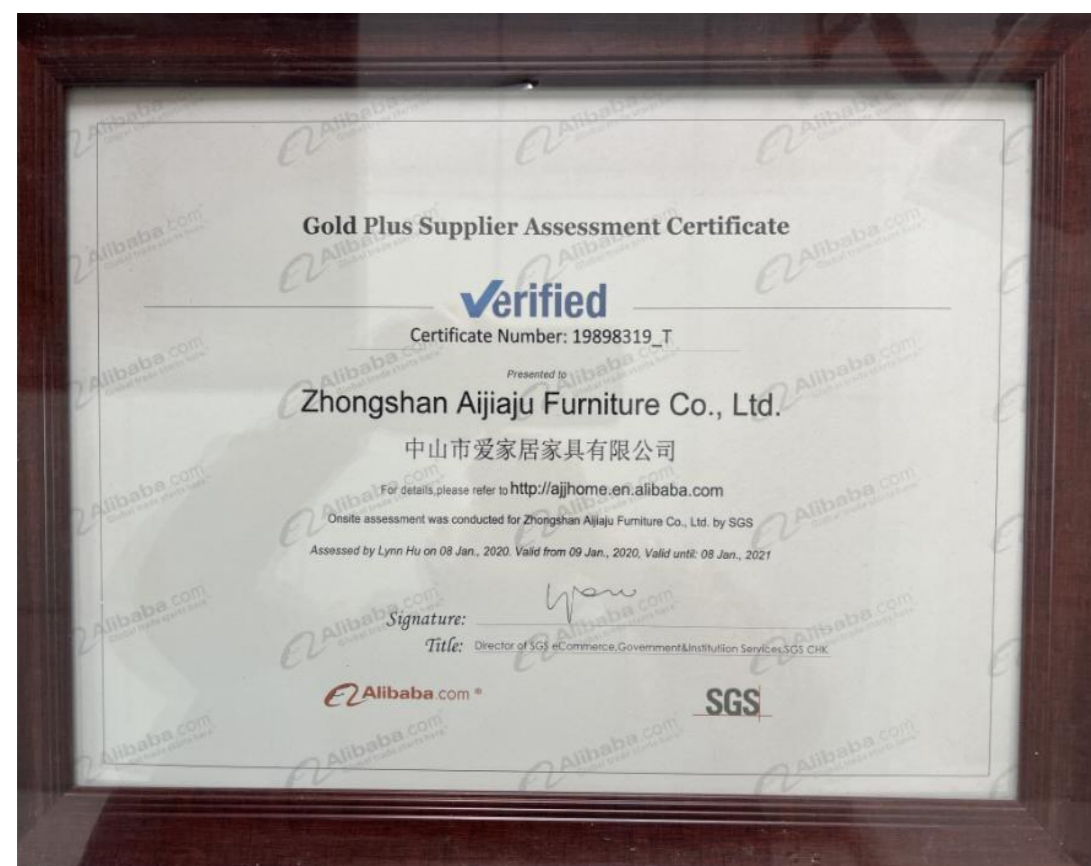 Gold Plus Supplier Assessment Certificate
Verified
Certificate Number: 19898319_T
Presented to
Zhongshan Aijiaju Furniture Co., Ltd.
中山市爱家居家具有限公司
For details,please refer to http://ajjhome.en.alibaba.com
Onsite assessment was conducted for Zhongshan Aijiaju Furniture Co., Ltd. by SGS
Assessed by Lynn Hu on 08 Jan., 2020. Valid from 09 Jan., 2020, Valid until: 08 Jan., 2021
Signature:
Title: Director of SGS eCommerce,Government&Institutiion Services,SGS CHK
Alibaba.com ®
SGS